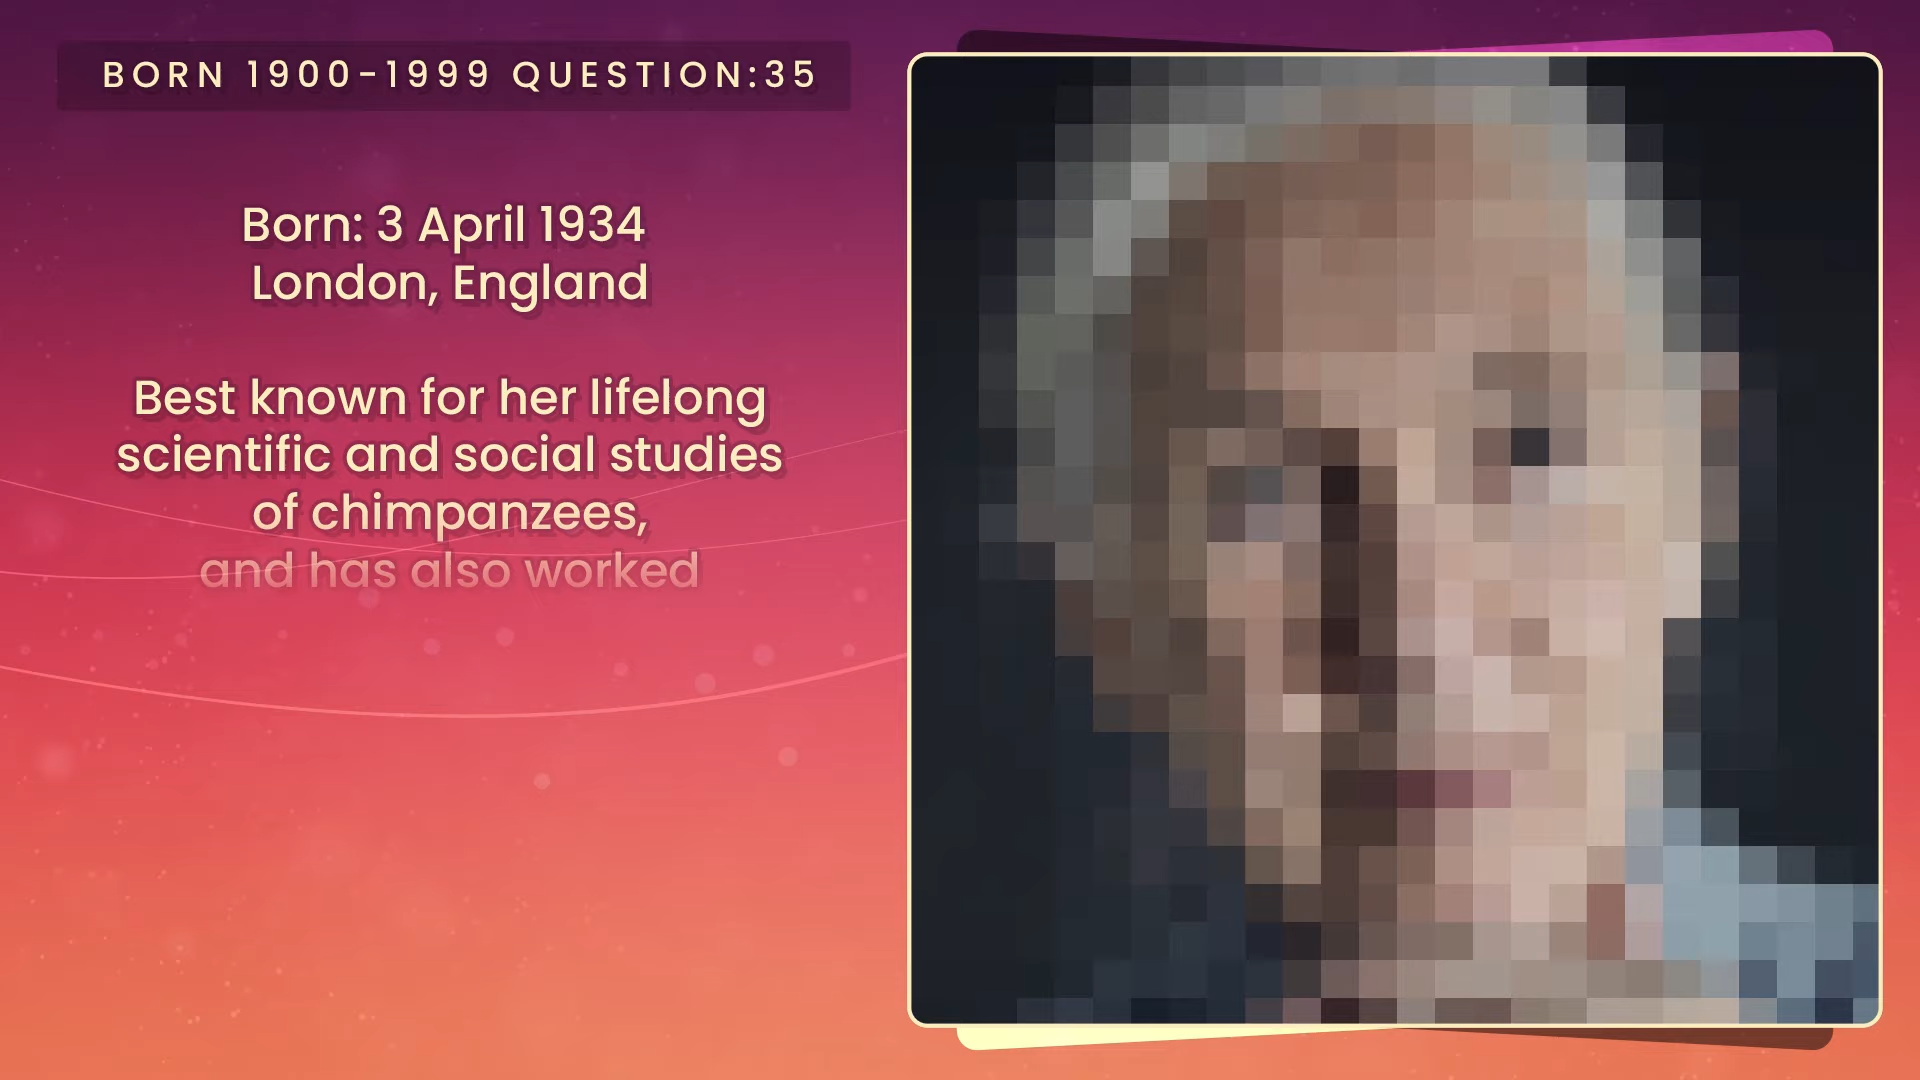 BORN 1900-1999 QUESTION:35
Born: 3 April 1934
London, England
Best known for her lifelong
scientific and social studies
of chimpanzees,
and has also worked